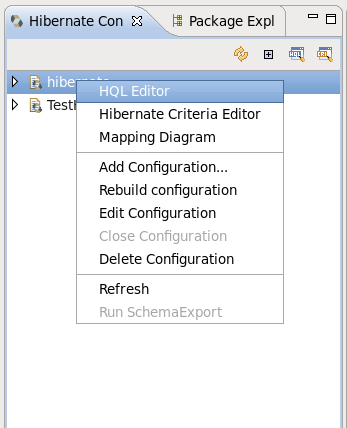 Hibernate Con
Package Expl
hibernate
HQL Editor
Hibernate Criteria Editor
Mapping Diagram
Add Configuration...
Rebuild configuration
Edit Configuration
Close Configuration
Delete Configuration
Refresh
Run SchemaExport